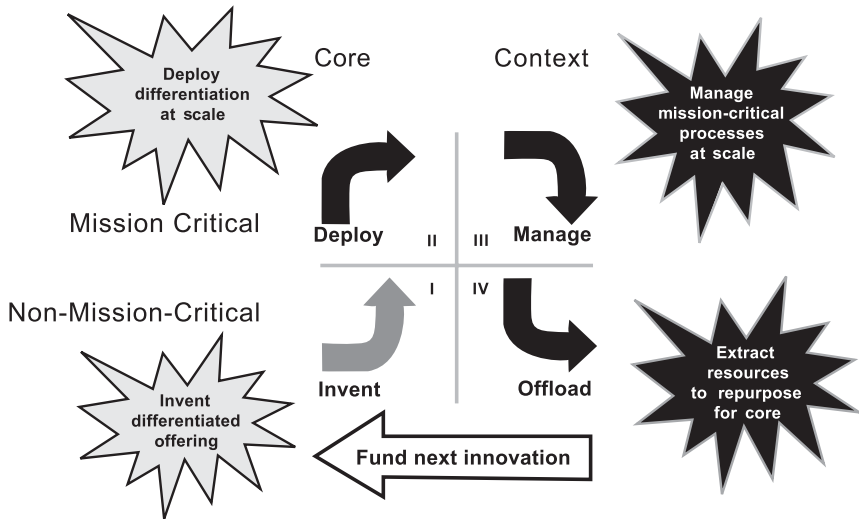 Deploy
differentiation
at scale
Core
Context
Manage
mission-critical
processes
at scale
Mission Critical
Deploy
II
III
Manage
Non-Mission-Critical
I
IV
Invent
differentiated
offering
Invent
Offload
Extract
resources
to repurpose
for core
Fund next innovation